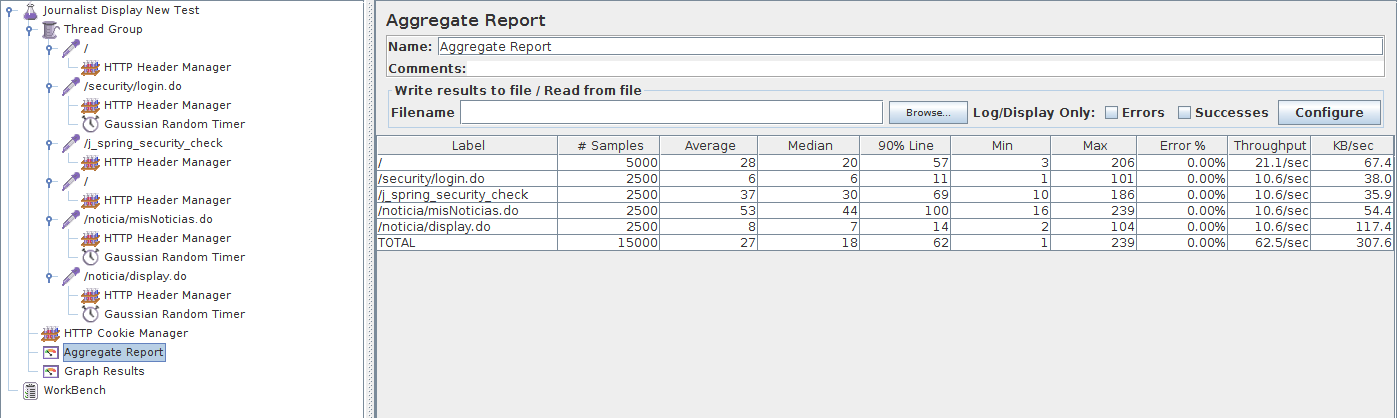 Journalist Display New Test
Thread Group
/
HTTP Header Manager
/security/login.do
HTTP Header Manager
Gaussian Random Timer
/j_spring_security_check
HTTP Header Manager
/
HTTP Header Manager
/noticia/misNoticias.do
HTTP Header Manager
Gaussian Random Timer
/noticia/display.do
HTTP Header Manager
Gaussian Random Timer
HTTP Cookie Manager
Aggregate Report
Graph Results
WorkBench
Aggregate Report
Name: Aggregate Report
Comments:
Write results to file / Read from file
Filename Browse... Log/Display Only: Errors Successes Configure
Label # Samples Average Median 90% Line Min Max Error % Throughput KB/sec
/ 5000 28 20 57 3 206 0.00% 21.1/sec 67.4
/security/login.do 2500 6 6 11 1 101 0.00% 10.6/sec 38.0
/j_spring_security_check 2500 37 30 69 10 186 0.00% 10.6/sec 35.9
/noticia/misNoticias.do 2500 53 44 100 16 239 0.00% 10.6/sec 54.4
/noticia/display.do 2500 8 7 14 2 104 0.00% 10.6/sec 117.4
TOTAL 15000 27 18 62 1 239 0.00% 62.5/sec 307.6